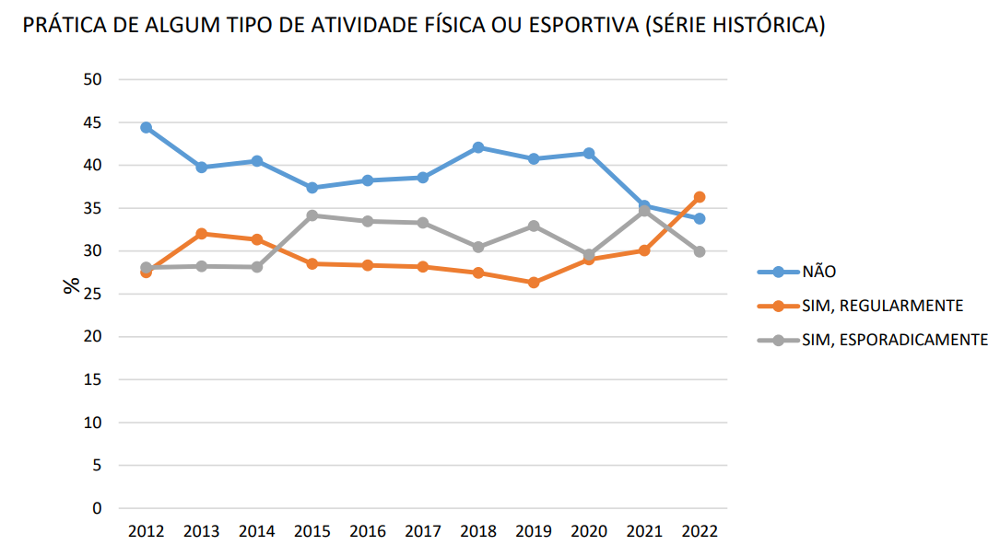 PRÁTICA DE ALGUM TIPO DE ATIVIDADE FÍSICA OU ESPORTIVA (SÉRIE HISTÓRICA)
50
45
40
35
30
25
20
15
10
5
0
%
2012 2013 2014 2015 2016 2017 2018 2019 2020 2021 2022
NÃO
SIM, REGULARMENTE
SIM, ESPORADICAMENTE